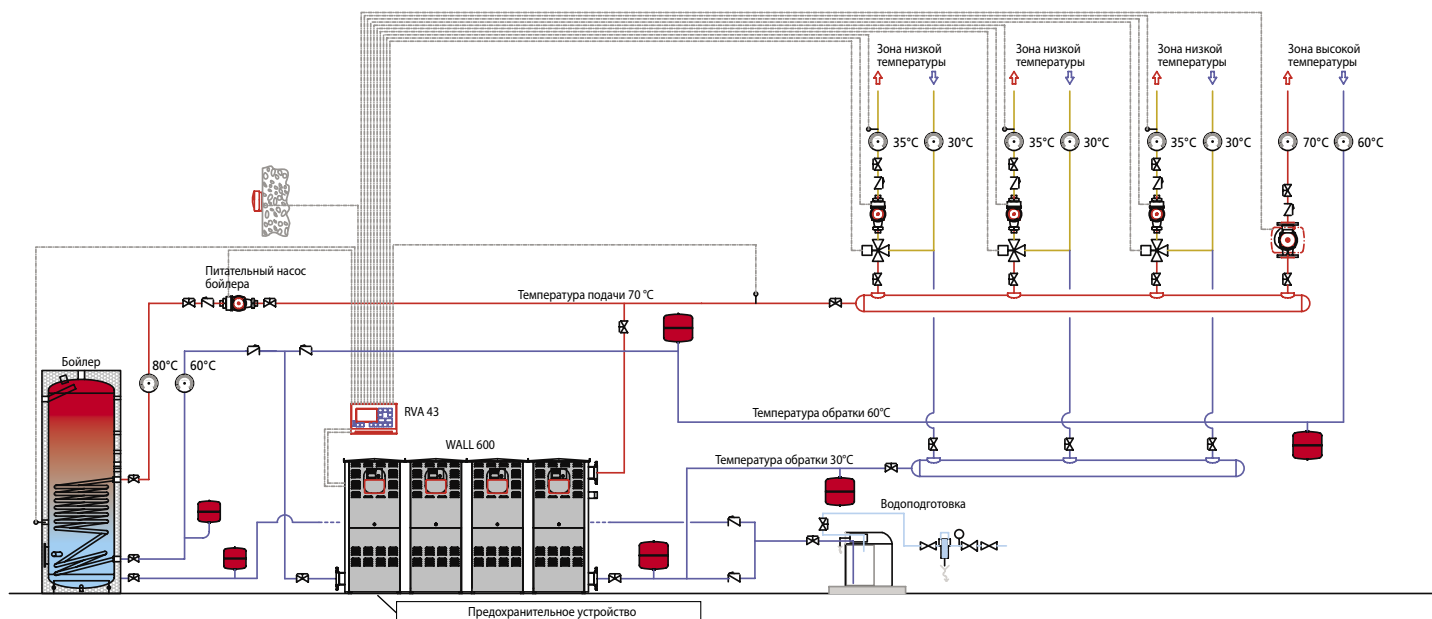 Зона низкой
температуры
Зона низкой
температуры
Зона низкой
температуры
Зона высокой
температуры
35°C
30°C
35°C
30°C
35°C
30°C
70°C
60°C
Питательный насос
бойлера
Температура подачи 70 °C
Бойлер
80°C
60°C
RVA 43
Температура обратки 60°C
WALL 600
Температура обратки 30°C
Водоподготовка
Предохранительное устройство